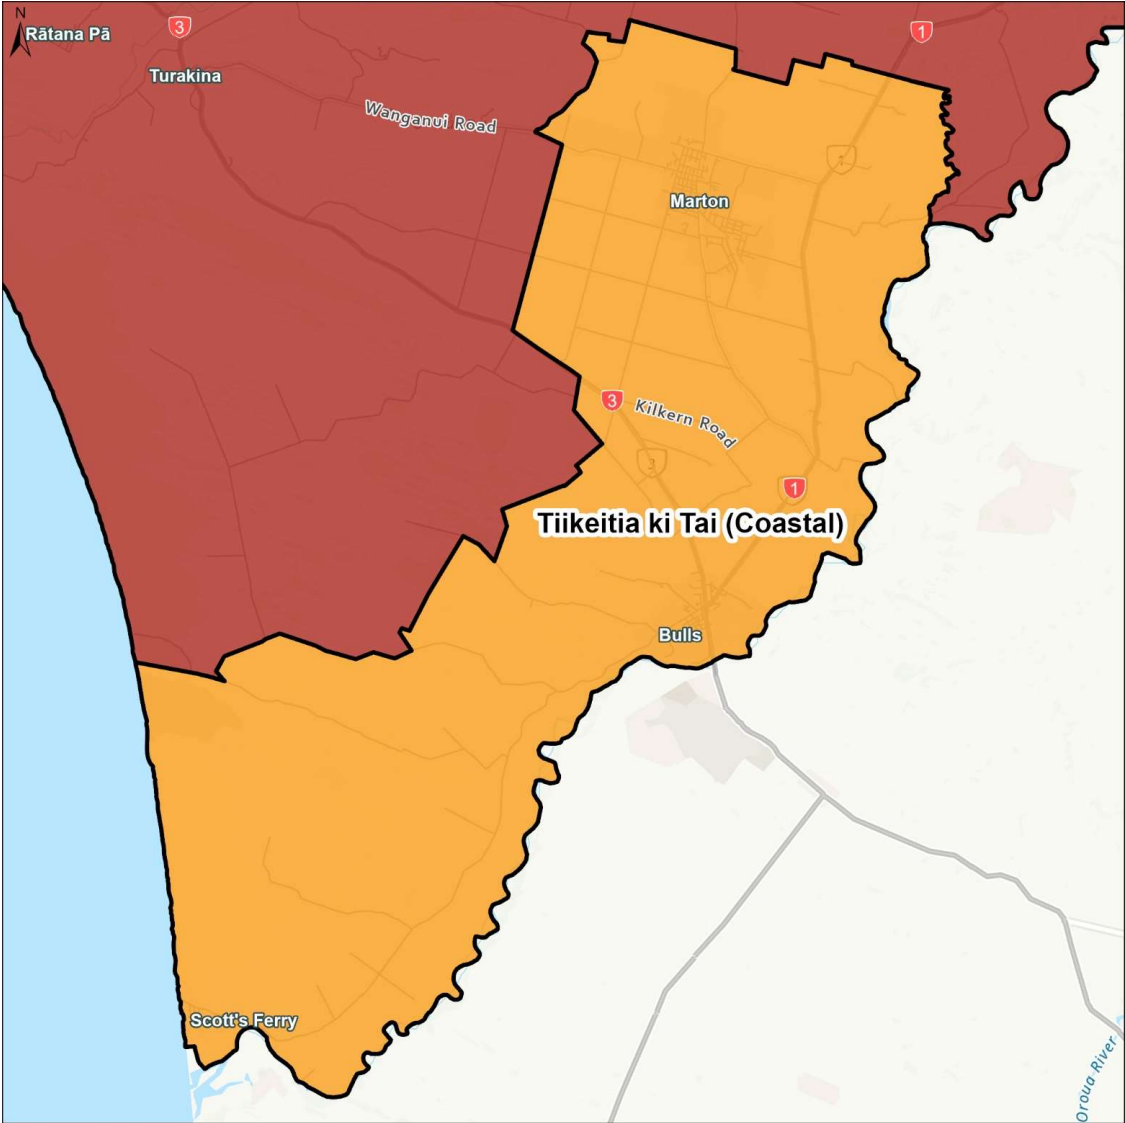 N
Rātana Pā
3
1
Turakina
Wanganui Road
1
Marton
3
Kilkern Road
3
1
Tiikeitia ki Tai (Coastal)
Bulls
Scott's Ferry
Oroua River